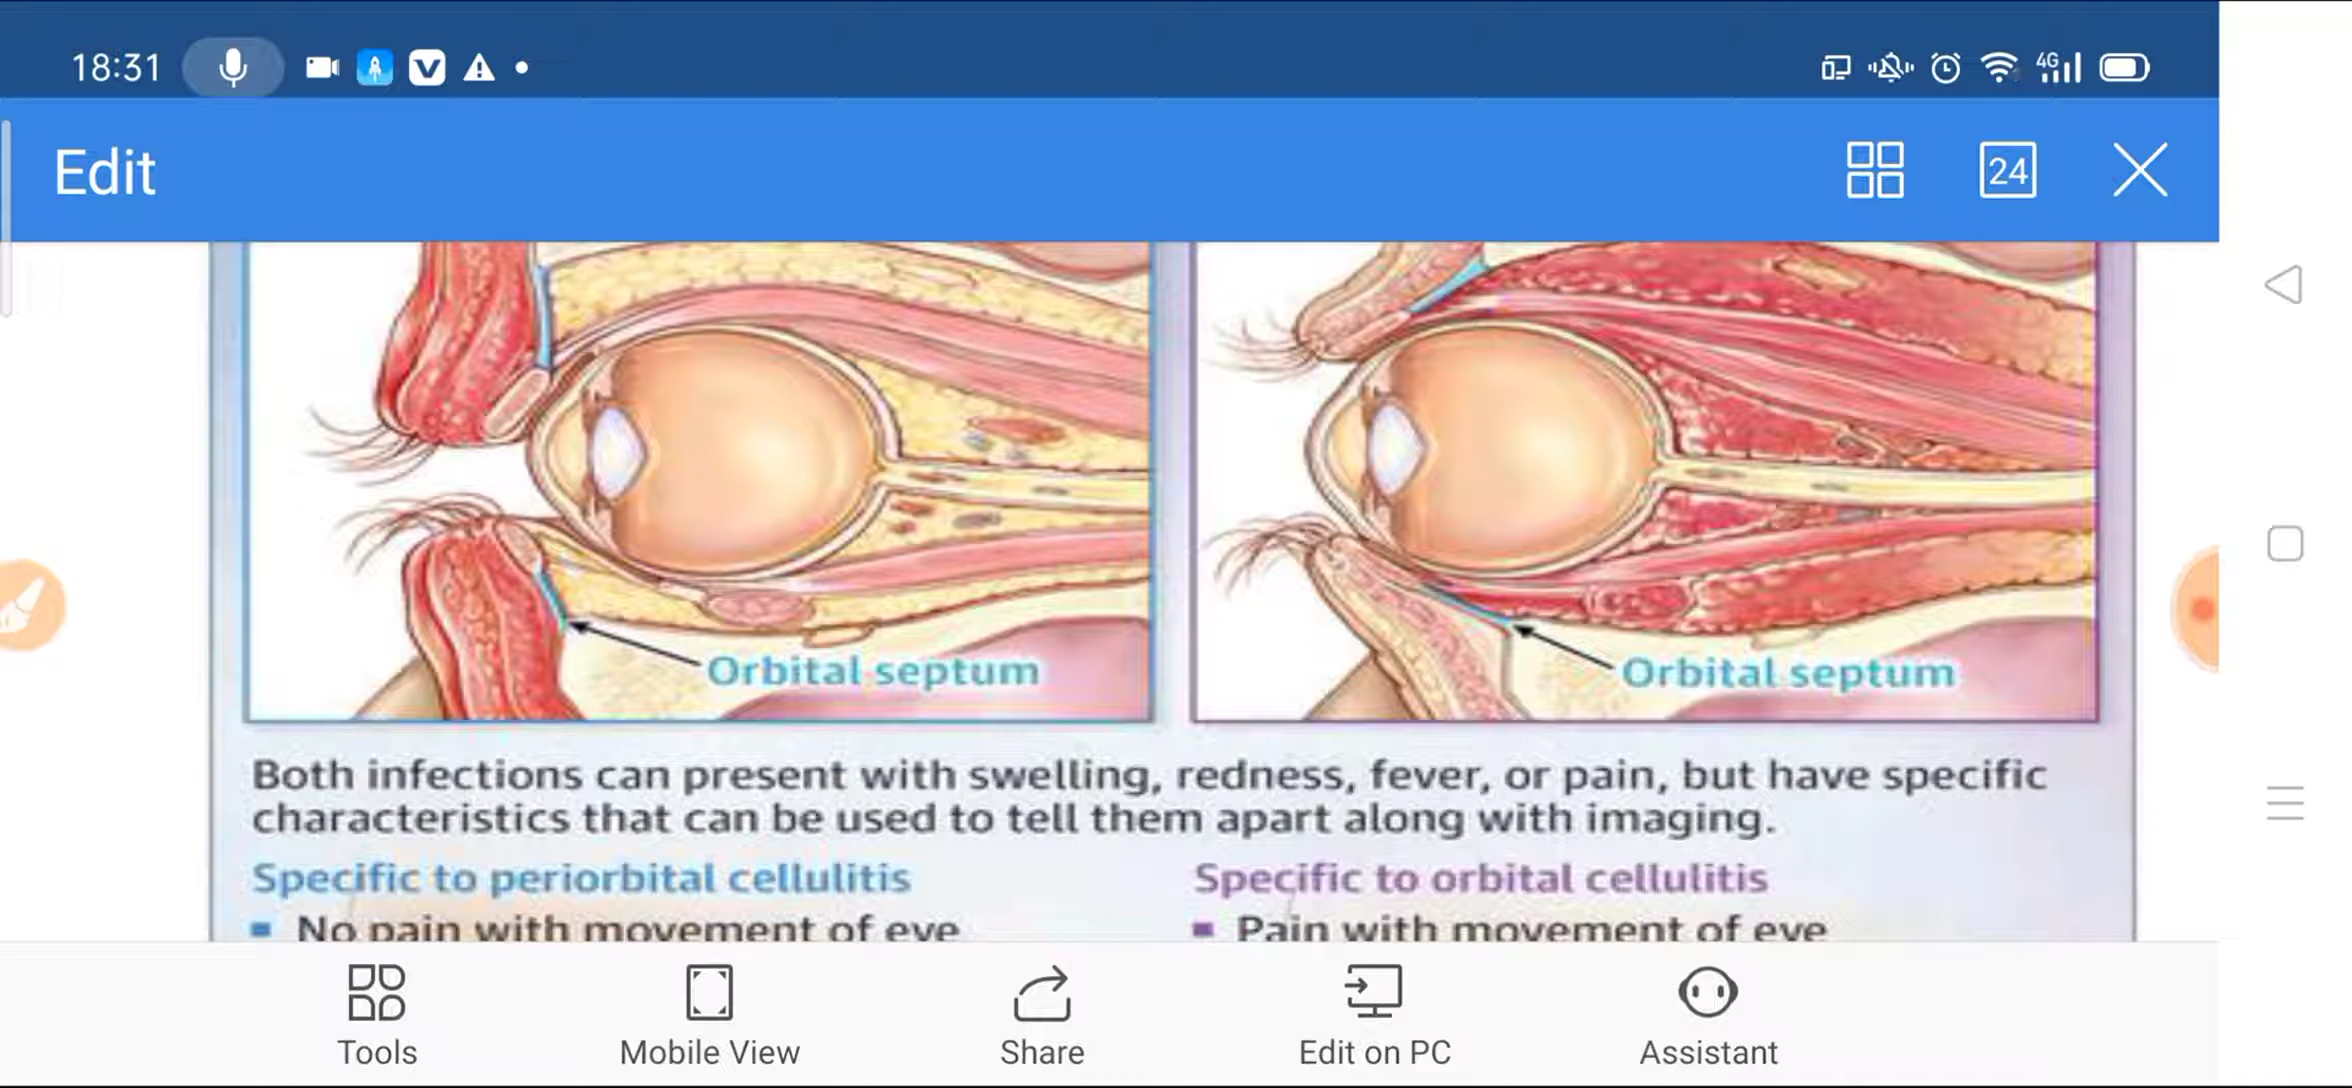 18:31
4G
Edit
24
Orbital septum
Orbital septum
Both infections can present with swelling, redness, fever, or pain, but have specific
characteristics that can be used to tell them apart along with imaging.
Specific to periorbital cellulitis
No pain with movement of eye
Specific to orbital cellulitis
Pain with movement of eye
Tools
Mobile View
Share
Edit on PC
Assistant